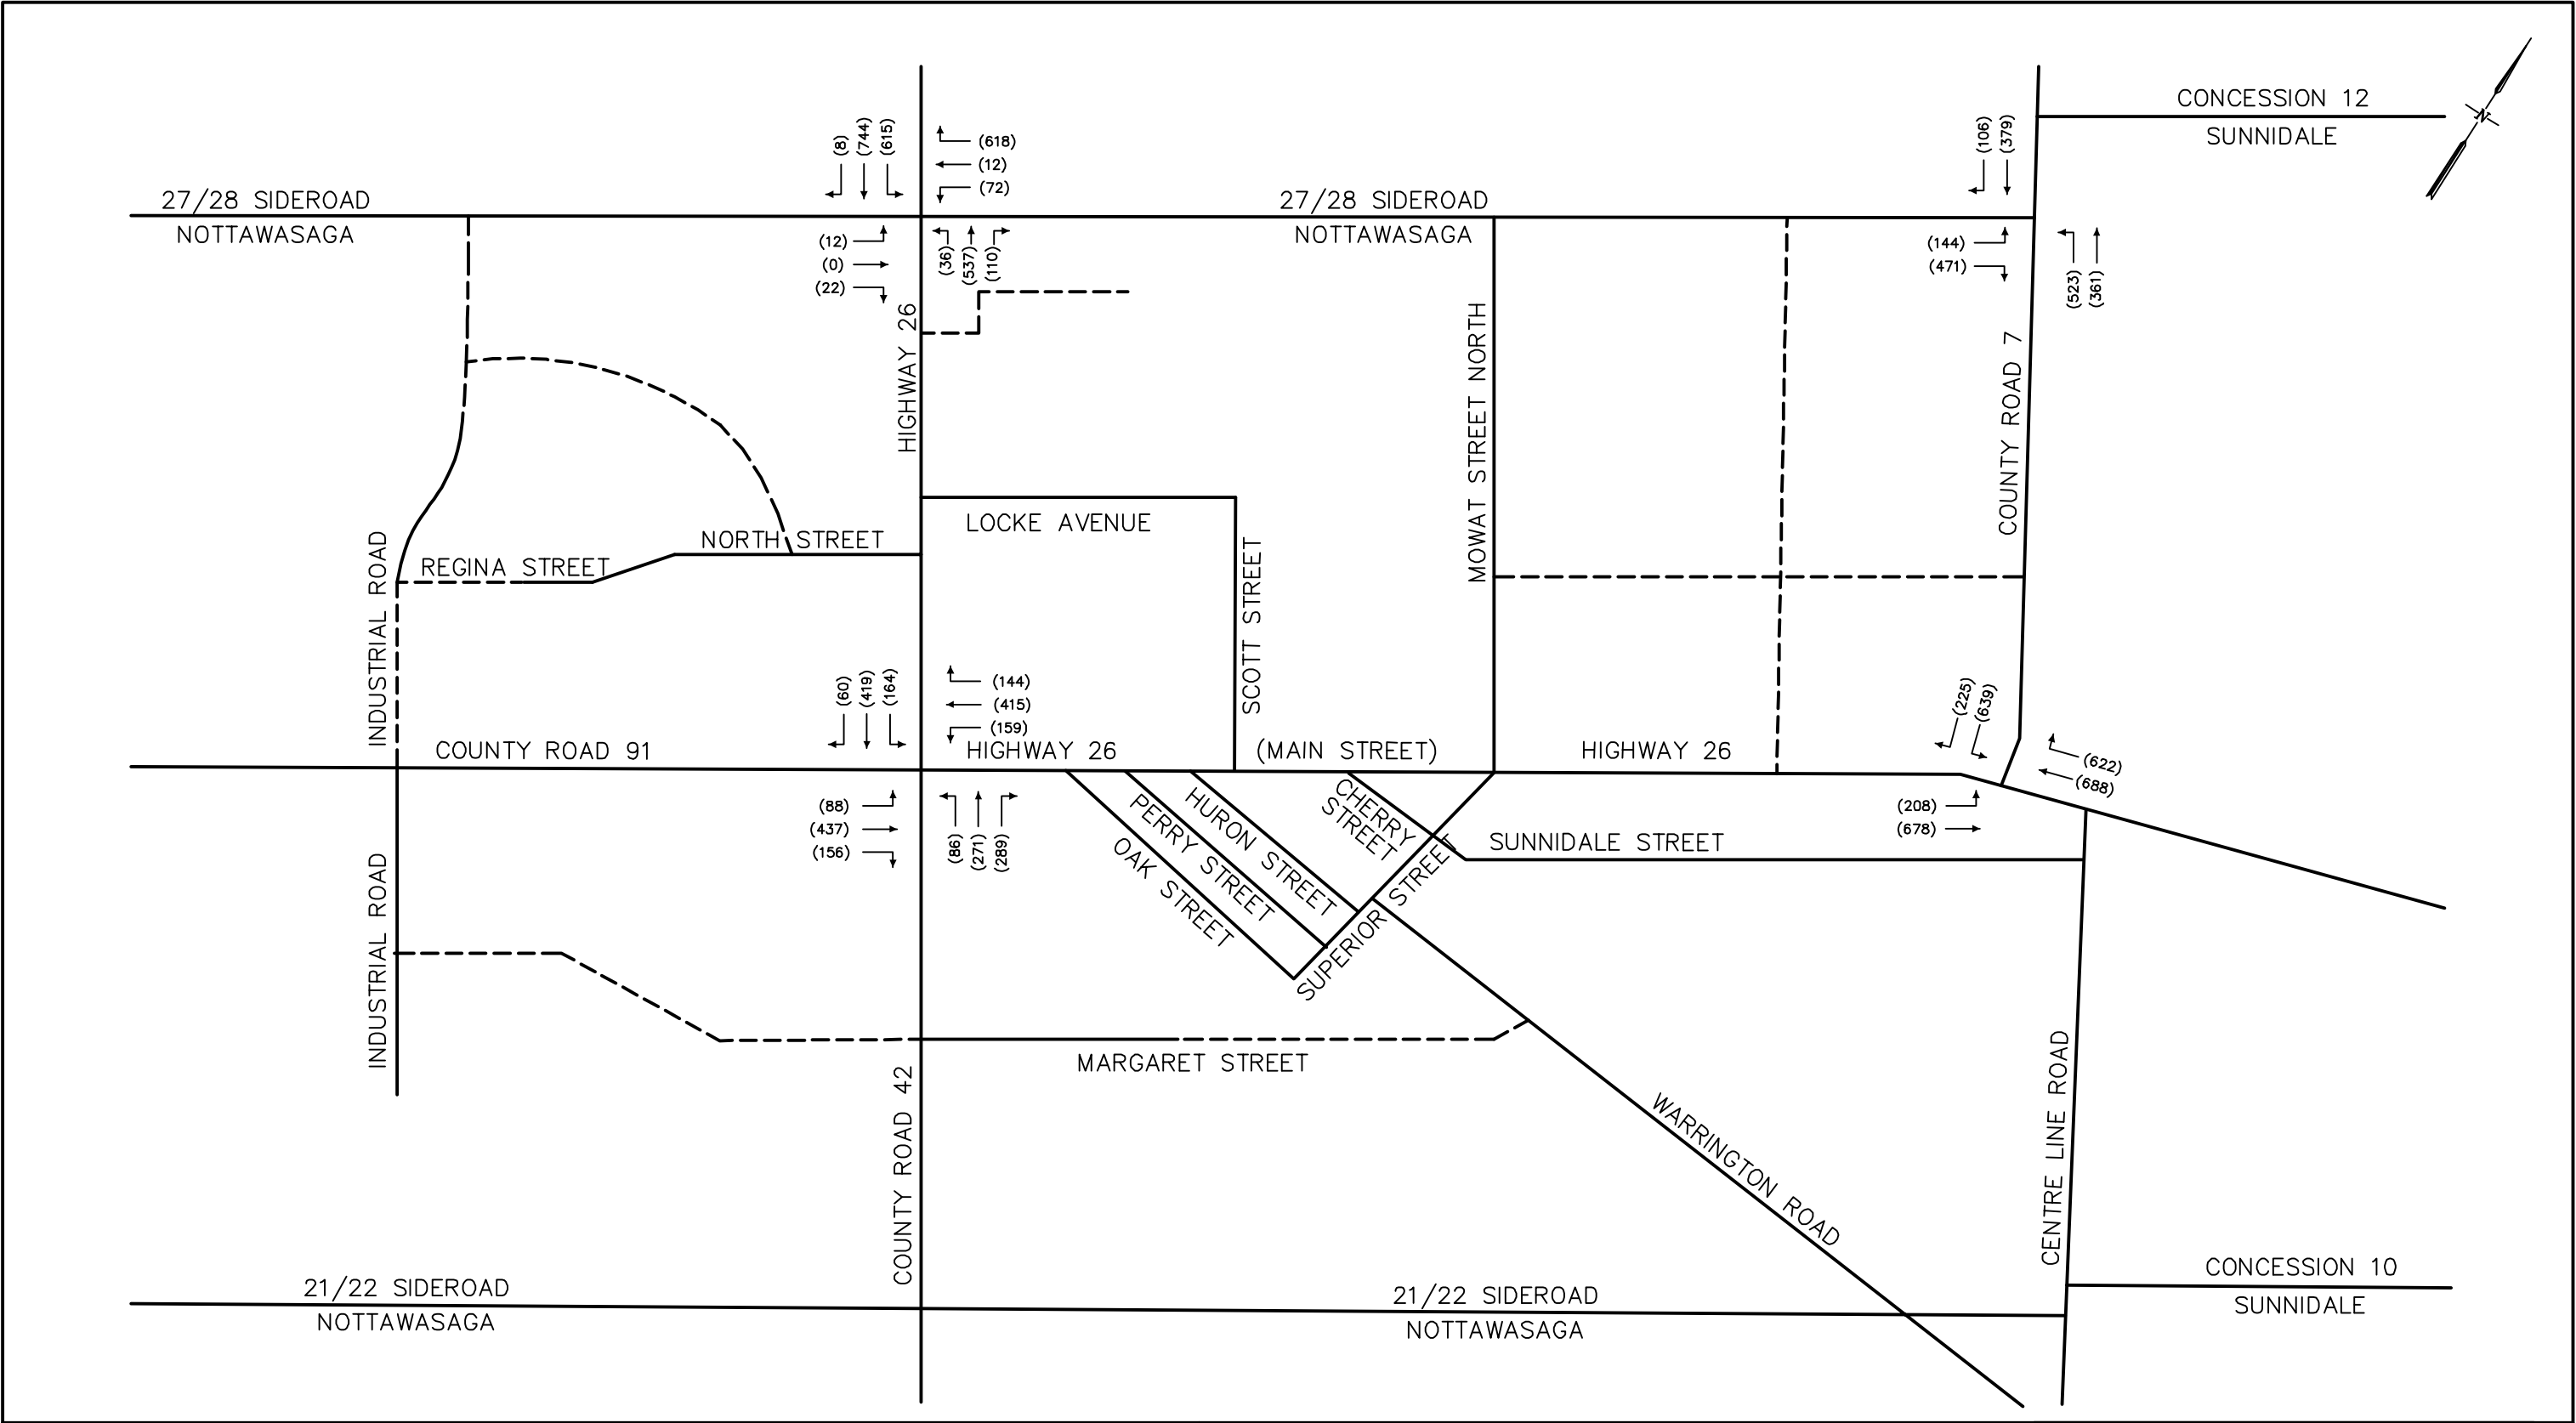 CONCESSION 12
SUNNIDALE
N
(8)
(744)
(615)
(618)
(12)
(72)
(106)
(379)
27/28 SIDEROAD
NOTTAWASAGA
27/28 SIDEROAD
NOTTAWASAGA
(12)
(0)
(22)
(36)
(537)
(110)
(144)
(471)
(523)
(361)
HIGHWAY 26
MOWAT STREET NORTH
COUNTY ROAD 7
LOCKE AVENUE
NORTH STREET
REGINA STREET
INDUSTRIAL ROAD
SCOTT STREET
(60)
(419)
(164)
(144)
(415)
(159)
(225)
(639)
(622)
(688)
COUNTY ROAD 91
HIGHWAY 26
(MAIN STREET)
HIGHWAY 26
(88)
(437)
(156)
(86)
(271)
(289)
(208)
(678)
CHERRY
STREET
HURON STREET
PERRY STREET
OAK STREET
SUPERIOR STREET
SUNNIDALE STREET
INDUSTRIAL ROAD
MARGARET STREET
COUNTY ROAD 42
WARRINGTON ROAD
CENTRE LINE ROAD
CONCESSION 10
SUNNIDALE
21/22 SIDEROAD
NOTTAWASAGA
21/22 SIDEROAD
NOTTAWASAGA